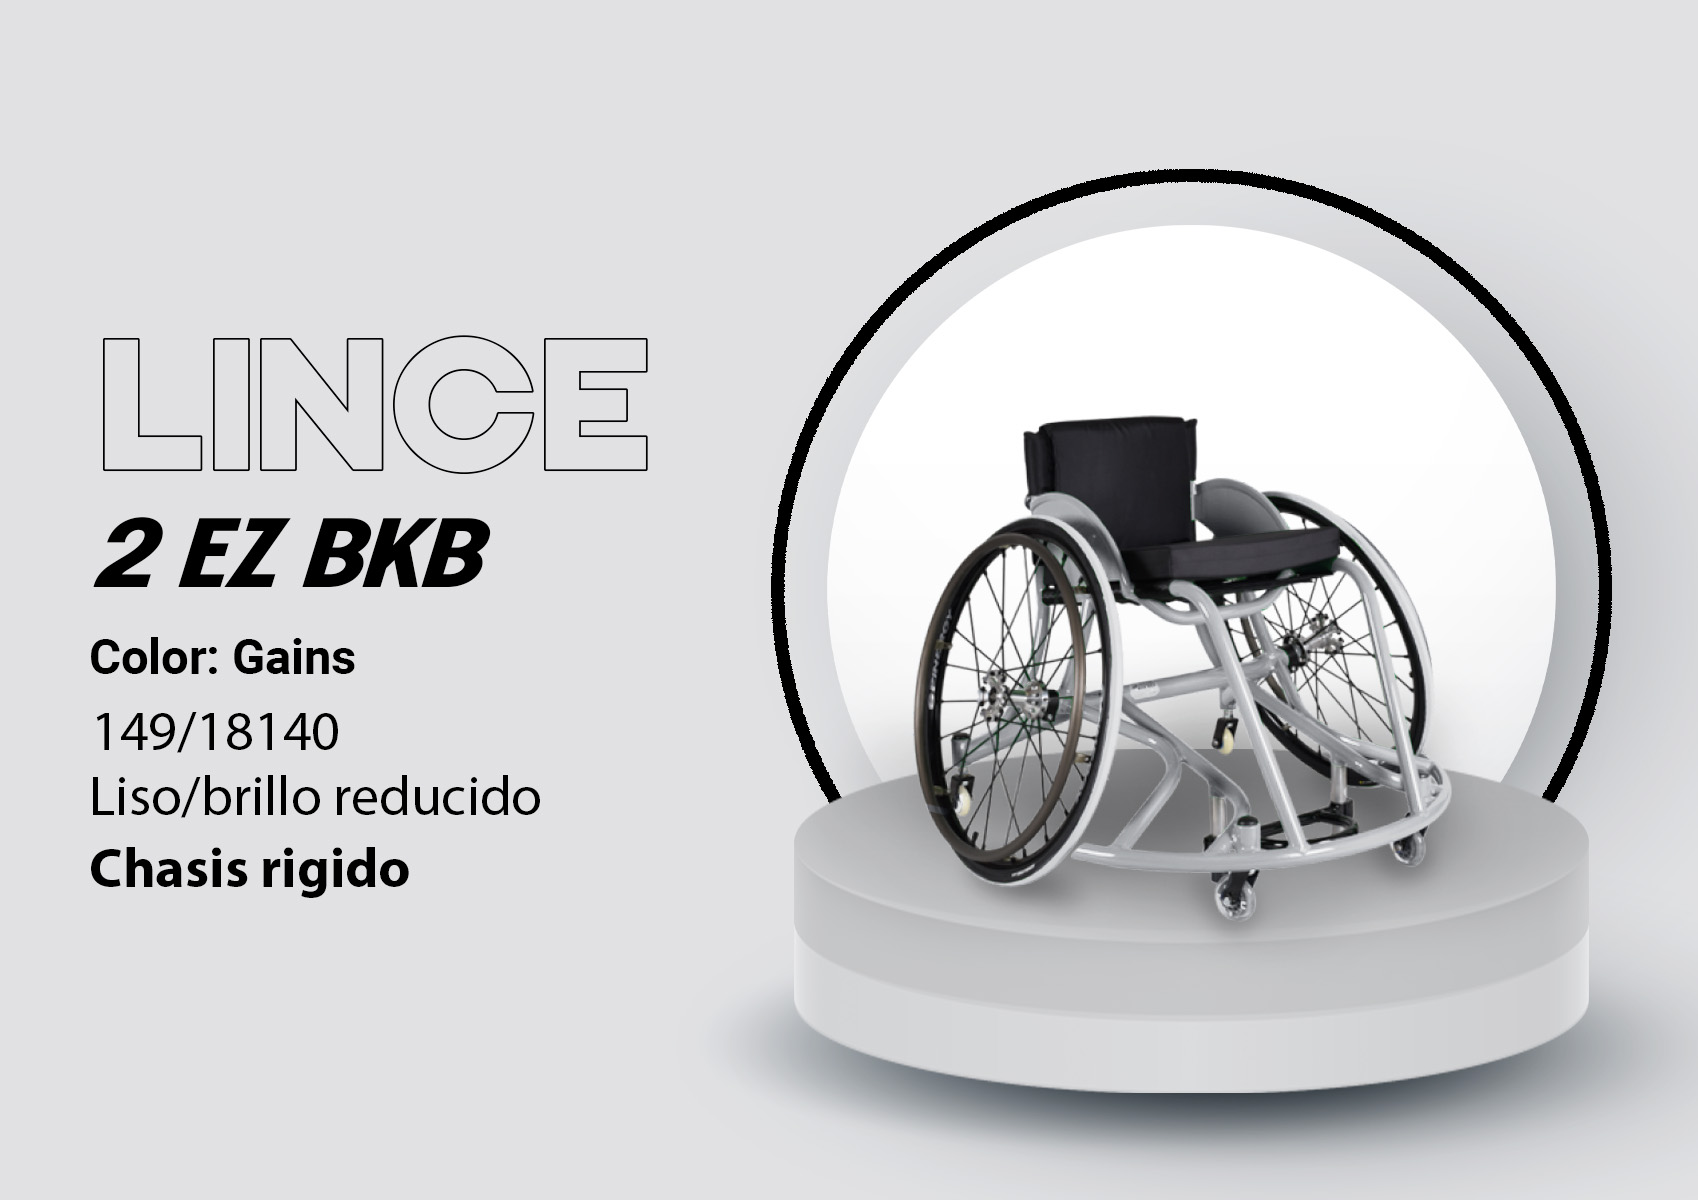 LINCE
2 EZ BKB
Color: Gains
149/18140
Liso/brillo reducido
Chasis rigido